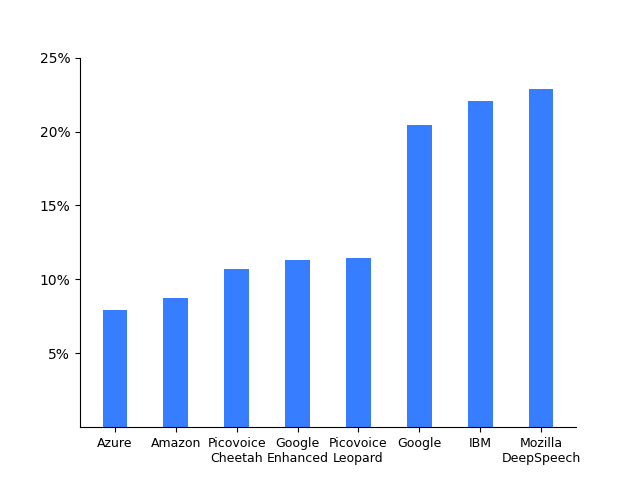 25%
20%
15%
10%
5%
Azure
Amazon
Picovoice
Cheetah
Google
Enhanced
Picovoice
Leopard
Google
IBM
Mozilla
DeepSpeech